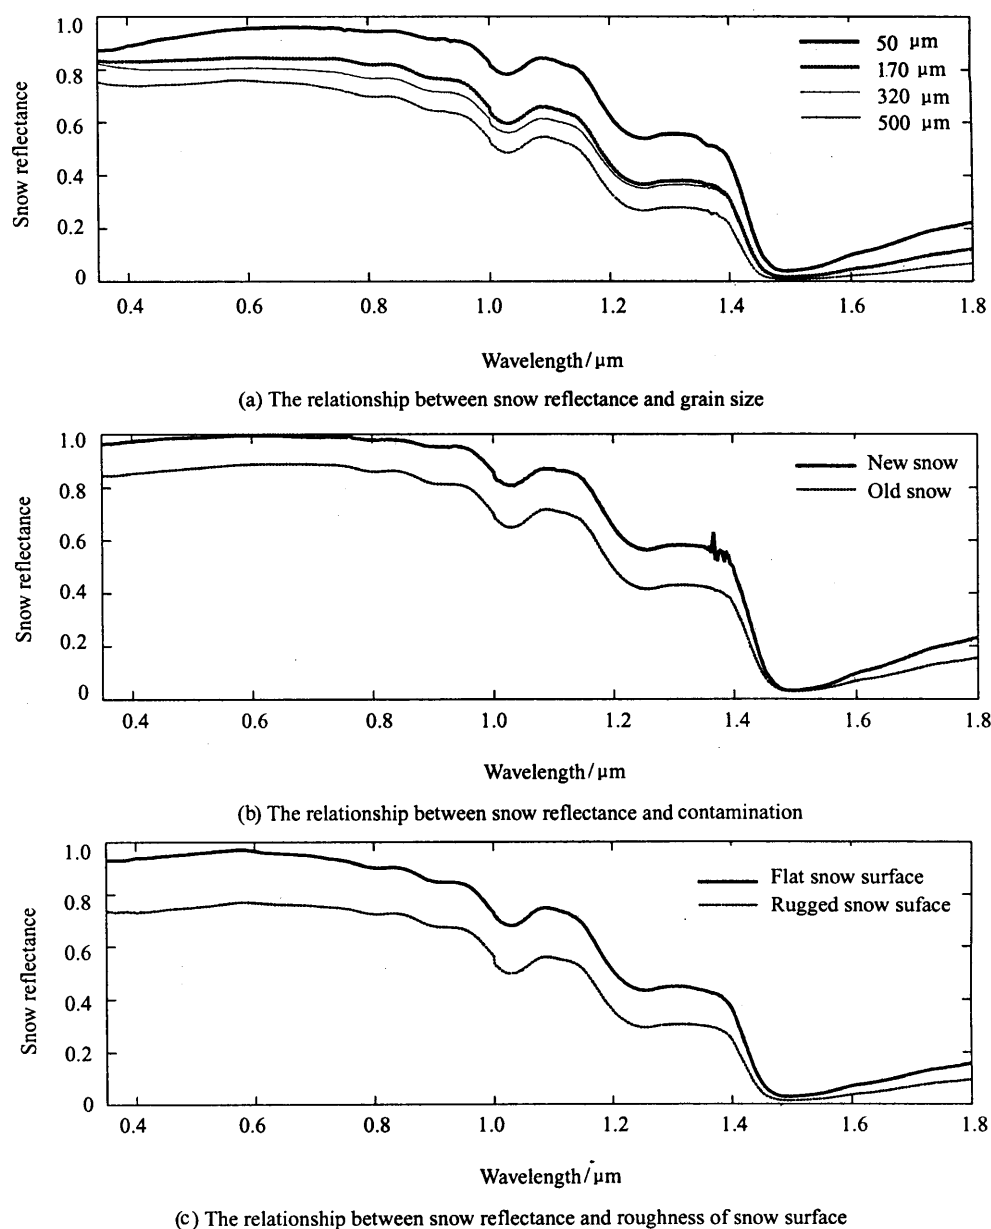 1.0
0.8
0.6
0.4
0.2
0
Snow reflectance
50 μm
170 μm
320 μm
500 μm
0.4 0.6 0.8 1.0 1.2 1.4 1.6 1.8
Wavelength/μm
(a) The relationship between snow reflectance and grain size
1.0
0.8
0.6
0.4
0.2
0
Snow reflectance
New snow
Old snow
0.4 0.6 0.8 1.0 1.2 1.4 1.6 1.8
Wavelength/μm
(b) The relationship between snow reflectance and contamination
1.0
0.8
0.6
0.4
0.2
0
Snow reflectance
Flat snow surface
Rugged snow suface
0.4 0.6 0.8 1.0 1.2 1.4 1.6 1.8
Wavelength/μm
(c) The relationship between snow reflectance and roughness of snow surface